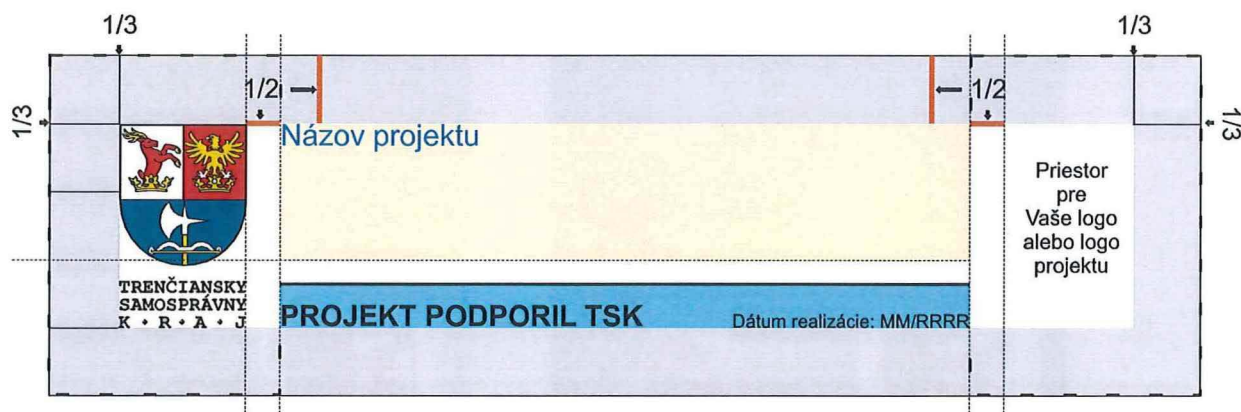 1/3
1/3
1/2
1/2
1/3
1/3
Názov projektu
Priestor
pre
Vaše logo
alebo logo
projektu
TRENČIANSKY
SAMOSPRÁVNY
K · R · A · J
PROJEKT PODPORIL TSK
Dátum realizácie: MM/RRRR